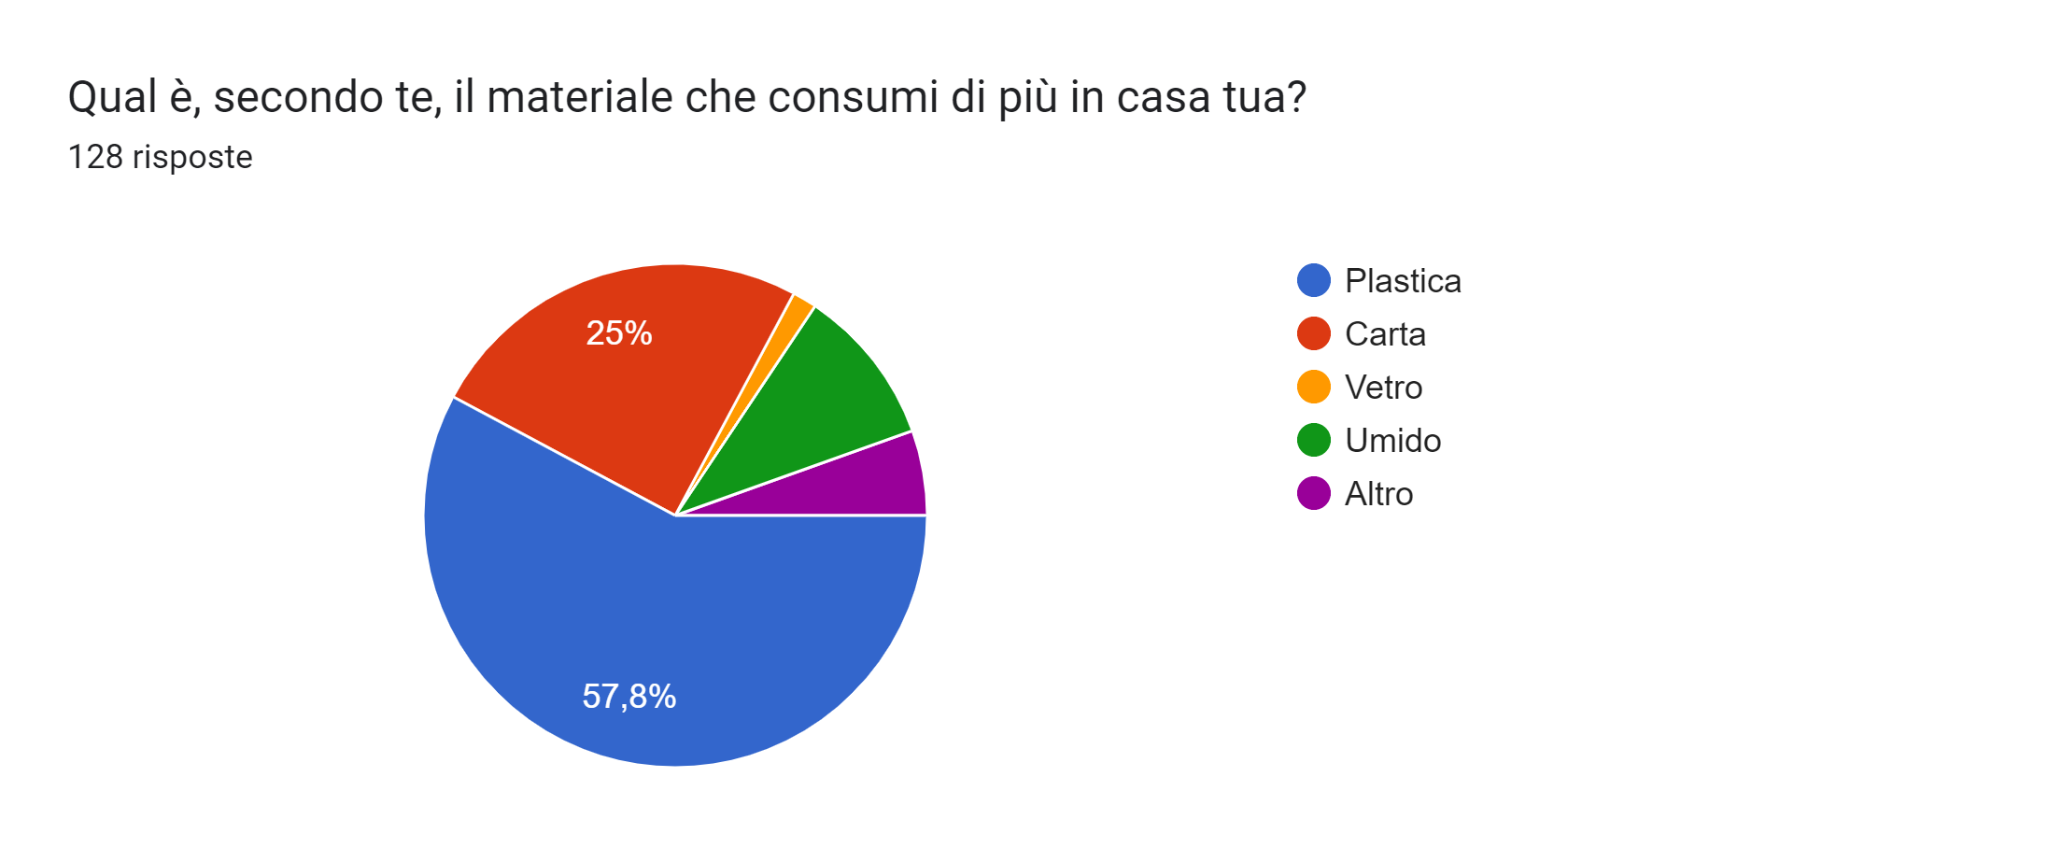 Qual è, secondo te, il materiale che consumi di più in casa tua?
128 risposte
25%
57,8%
Plastica
Carta
Vetro
Umido
Altro